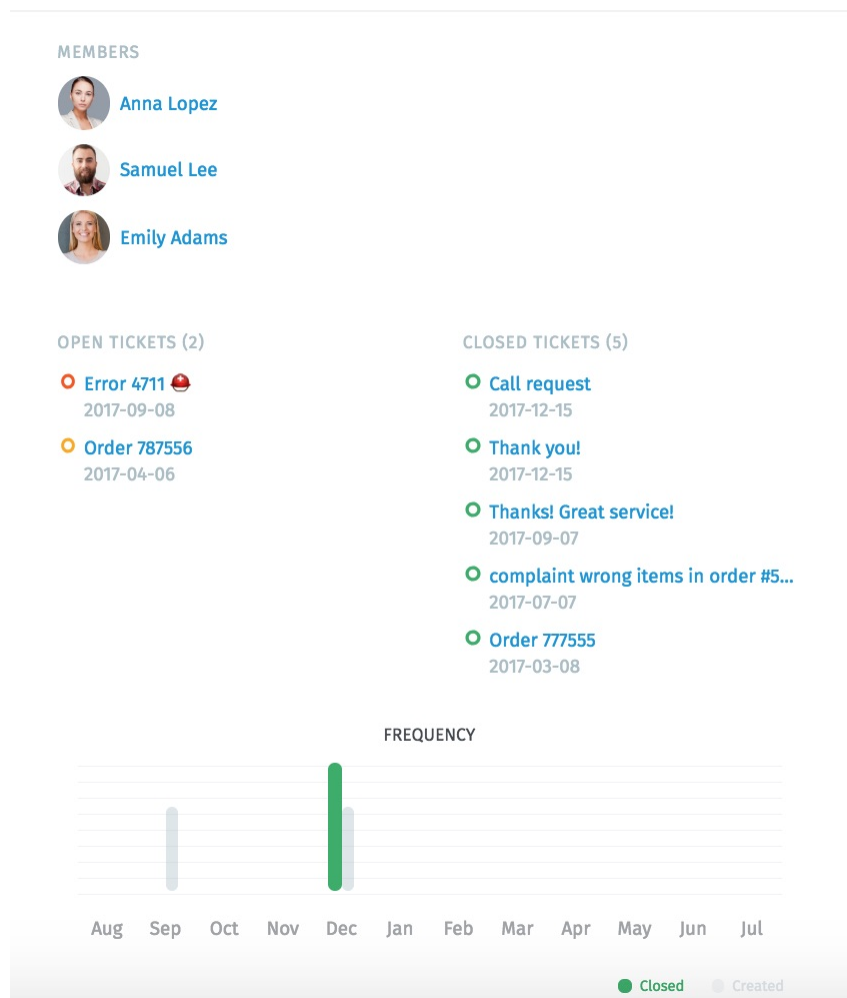 MEMBERS
Anna Lopez
Samuel Lee
Emily Adams
OPEN TICKETS (2)
Error 4711
2017-09-08
Order 787556
2017-04-06
CLOSED TICKETS (5)
Call request
2017-12-15
Thank you!
2017-12-15
Thanks! Great service!
2017-09-07
complaint wrong items in order #5...
2017-07-07
Order 777555
2017-03-08
FREQUENCY
Aug Sep Oct Nov Dec Jan Feb Mar Apr May Jun Jul
Closed Created